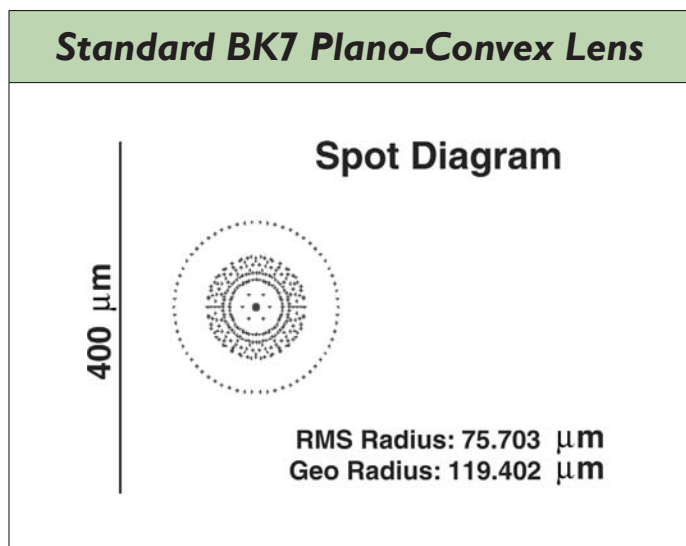 Standard BK7 Plano-Convex Lens
Spot Diagram
400 μm
RMS Radius: 75.703 μm
Geo Radius: 119.402 μm